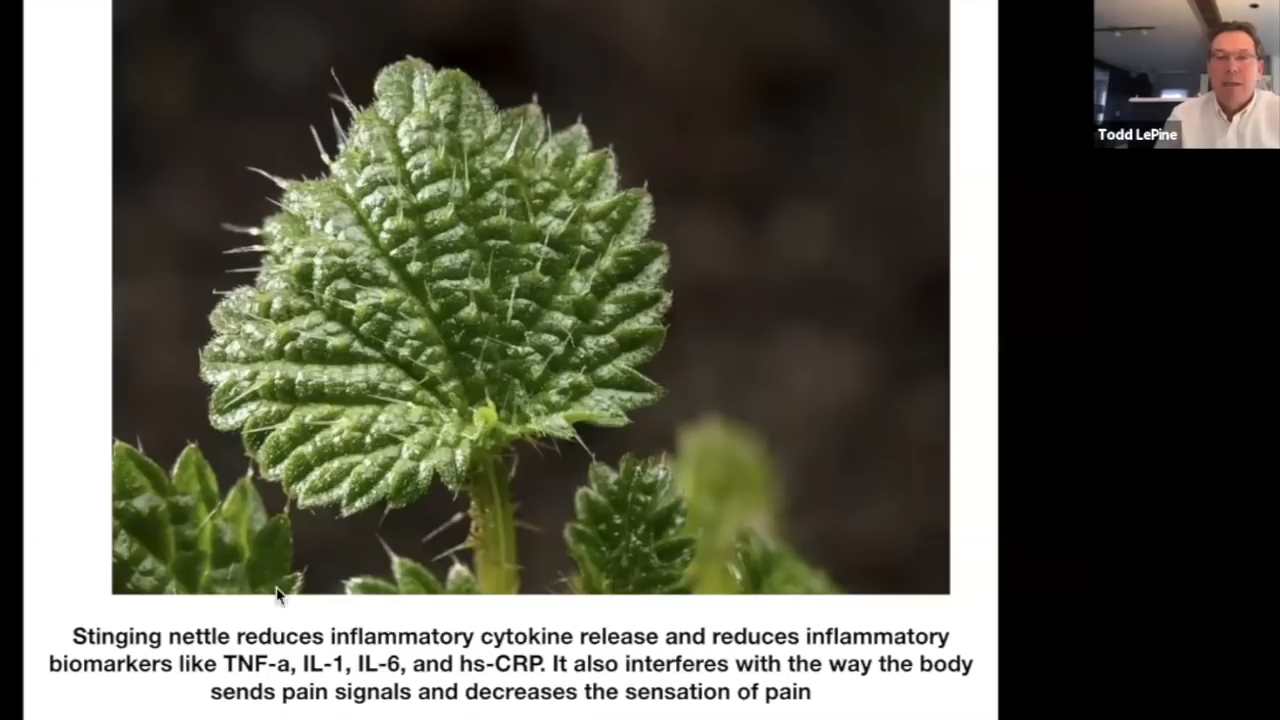 Todd LePine
Stinging nettle reduces inflammatory cytokine release and reduces inflammatory
biomarkers like TNF-a, IL-1, IL-6, and hs-CRP. It also interferes with the way the body
sends pain signals and decreases the sensation of pain